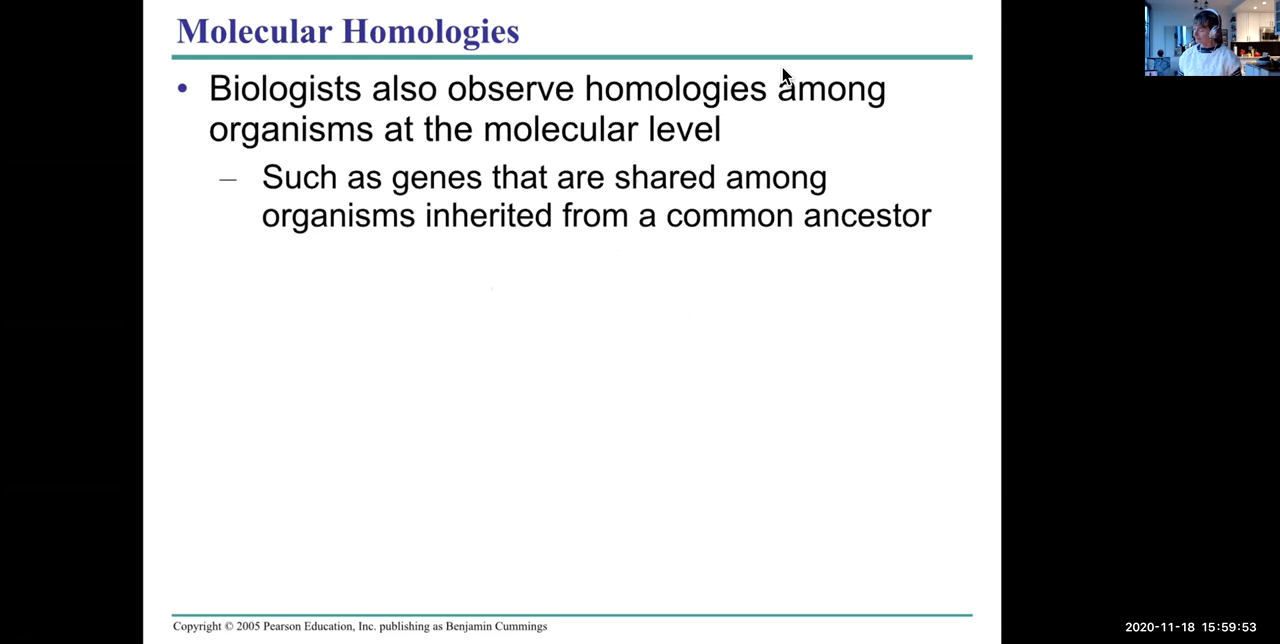 Molecular Homologies
• Biologists also observe homologies among
organisms at the molecular level
– Such as genes that are shared among
organisms inherited from a common ancestor
Copyright © 2005 Pearson Education, Inc. publishing as Benjamin Cummings
2020-11-18 15:59:53